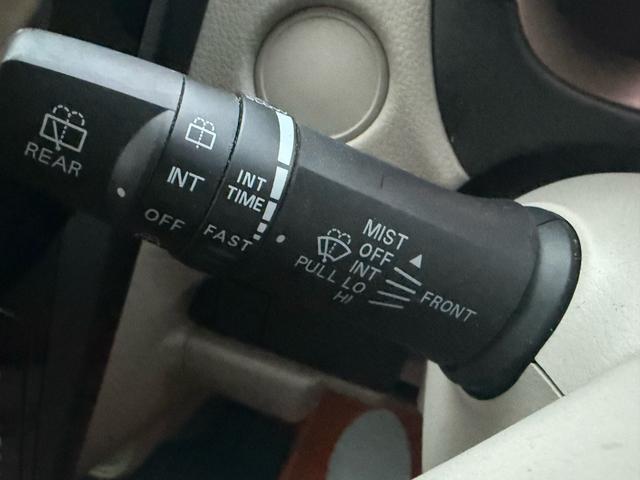 REAR
INT
OFF
INT
TIME
FAST
MIST
OFF
INT
PULL LO
HI
FRONT